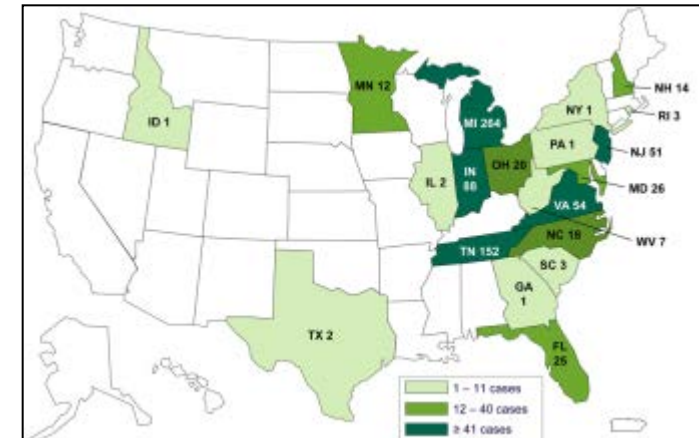 MN 12
NH 14
ID 1
NY 1
RI 3
MI 264
PA 1
NJ 51
OH 20
IL 2
IN
88
MD 26
VA 54
WV 7
NC 18
TN 152
SC 3
GA
1
TX 2
FL
25
1 – 11 cases
12 – 40 cases
≥ 41 cases